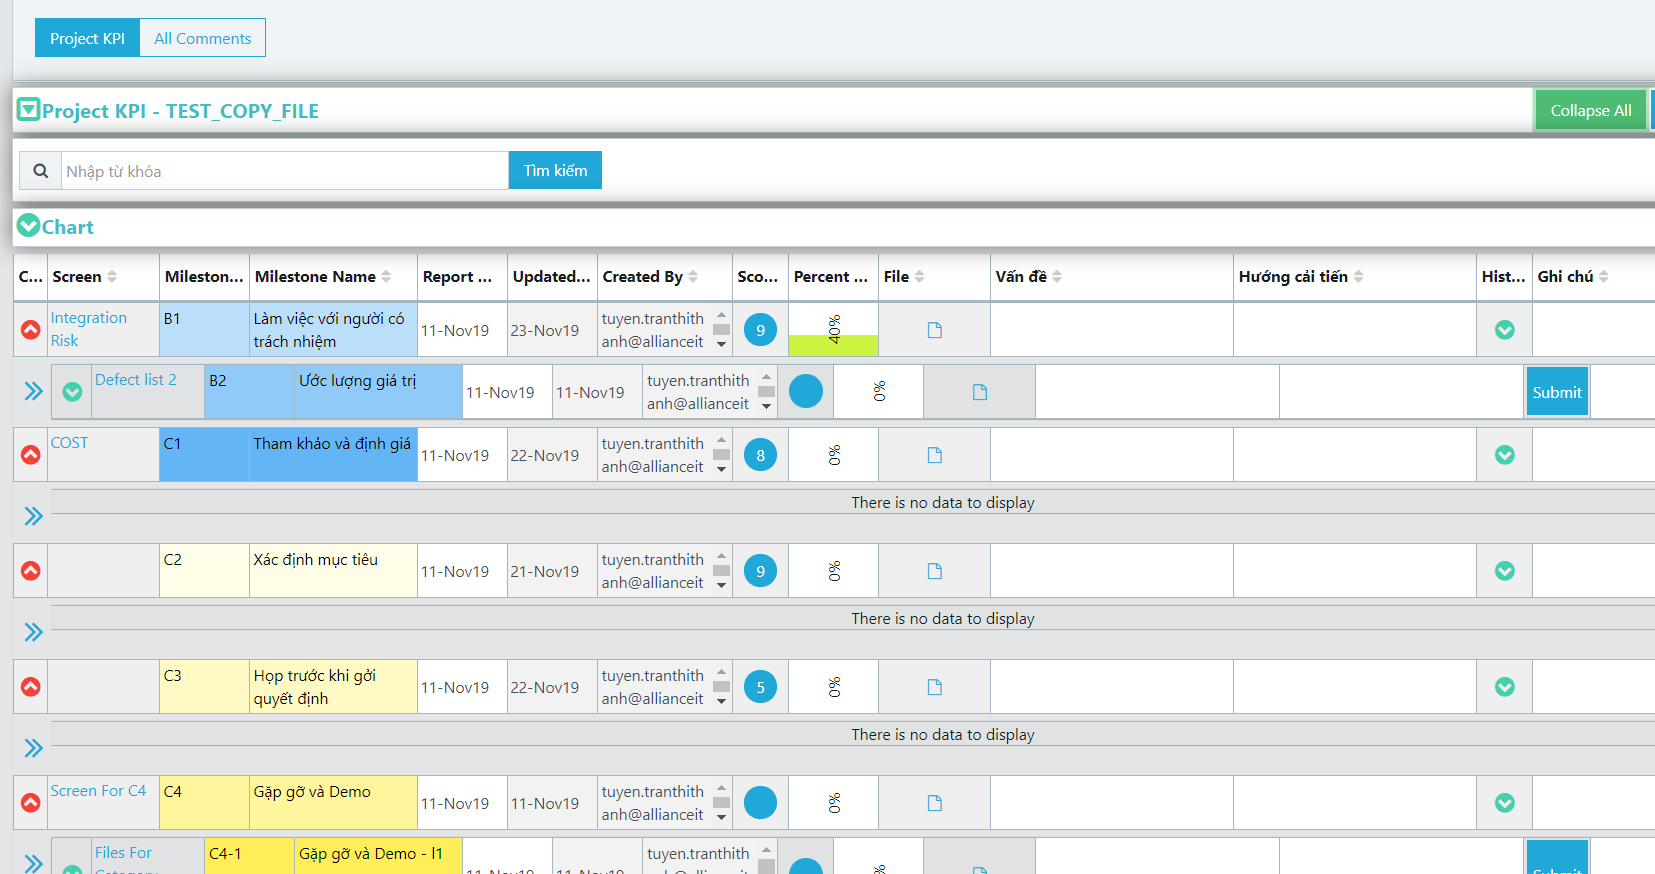 Project KPI All Comments
Project KPI - TEST_COPY_FILE Collapse All
Nhập từ khóa Tìm kiếm
Chart
C... Screen Mileston... Milestone Name Report ... Updated... Created By Sco... Percent ... File Vấn đề Hướng cải tiến Hist... Ghi chú
Integration Risk B1 Làm việc với người có trách nhiệm 11-Nov19 23-Nov19 tuyen.tranthith anh@allianceit 9 40%
Defect list 2 B2 Ước lượng giá trị 11-Nov19 11-Nov19 tuyen.tranthith anh@allianceit 0% Submit
COST C1 Tham khảo và định giá 11-Nov19 22-Nov19 tuyen.tranthith anh@allianceit 8 0%
There is no data to display
C2 Xác định mục tiêu 11-Nov19 21-Nov19 tuyen.tranthith anh@allianceit 9 0%
There is no data to display
C3 Họp trước khi gởi quyết định 11-Nov19 22-Nov19 tuyen.tranthith anh@allianceit 5 0%
There is no data to display
Screen For C4 C4 Gặp gỡ và Demo 11-Nov19 11-Nov19 tuyen.tranthith anh@allianceit 0%
Files For C4-1 Gặp gỡ và Demo - I1 tuyen.tranthith 0% Submit